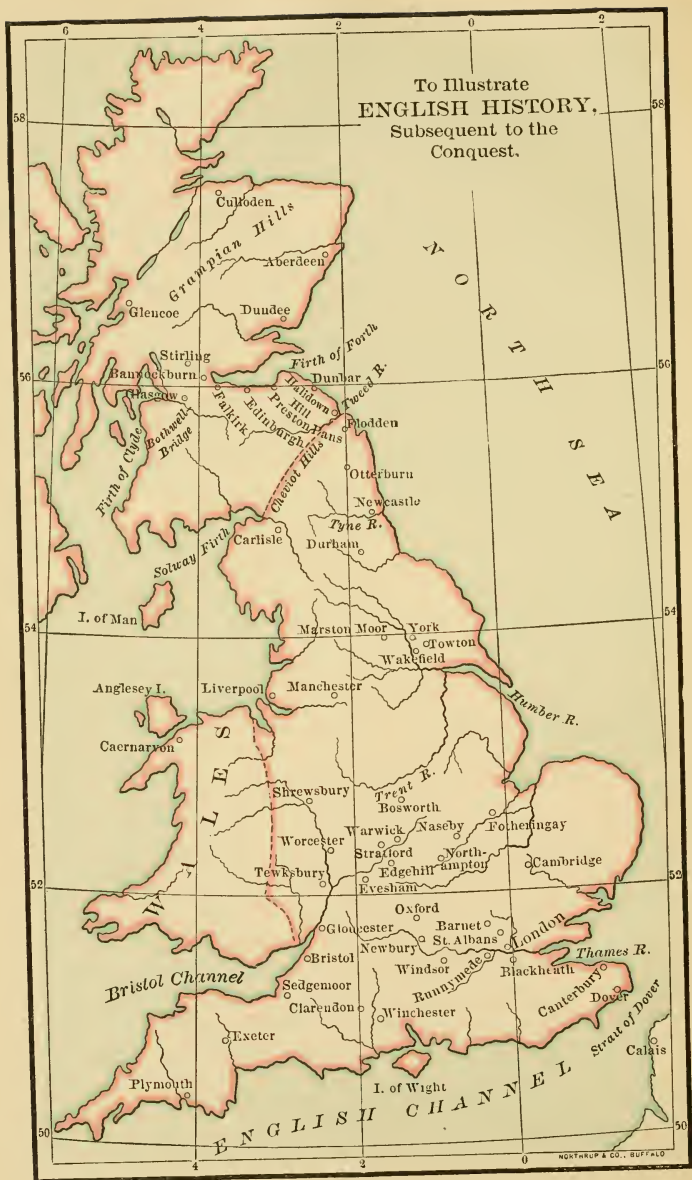 6
4
2
0
2
To Illustrate
ENGLISH HISTORY,
Subsequent to the
Conquest.
58
58
Culloden
Grampian Hills
Aberdeen
NORTH SEA
Glencoe
Dundee
Stirling
Firth of Forth
56
56
Bannockburn
Dunbar
Tweed R.
Glasgow
Halidown
Hill
Falkirk
Edinburgh
Preston Pans
Flodden
Bothwell
Bridge
Firth of Clyde
Cheviot Hills
Otterburn
Newcastle
Tyne R.
Solway Firth
Carlisle
Durham
I. of Man
54
54
Marston Moor
York
Towton
Wakefield
Anglesey I.
Liverpool
Manchester
Humber R.
Caernarvon
WALES
Trent R.
Shrewsbury
Bosworth
Warwick
Naseby
Fotheringay
Worcester
Stratford
North-
ampton
Edgehill
Cambridge
Tewksbury
52
52
Evesham
Oxford
Gloucester
Barnet
St. Albans
London
Newbury
Thames R.
Bristol Channel
Bristol
Windsor
Runnymede
Blackheath
Canterbury
Sedgemoor
Dover
Clarendon
Winchester
Strait of Dover
Exeter
Calais
Plymouth
I. of Wight
ENGLISH CHANNEL
50
50
4
2
0
NORTHRUP & CO., BUFFALO